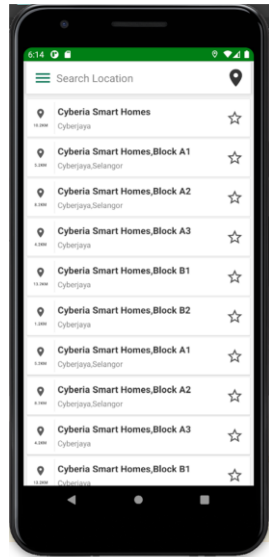 6:14
Search Location
Cyberia Smart Homes
Cyberjaya
Cyberia Smart Homes,Block A1
Cyberjaya,Selangor
Cyberia Smart Homes,Block A2
Cyberjaya,Selangor
Cyberia Smart Homes,Block A3
Cyberjaya
Cyberia Smart Homes,Block B1
Cyberjaya
Cyberia Smart Homes,Block B2
Cyberjaya
Cyberia Smart Homes,Block A1
Cyberjaya,Selangor
Cyberia Smart Homes,Block A2
Cyberjaya,Selangor
Cyberia Smart Homes,Block A3
Cyberjaya
Cyberia Smart Homes,Block B1
Cyberjaya